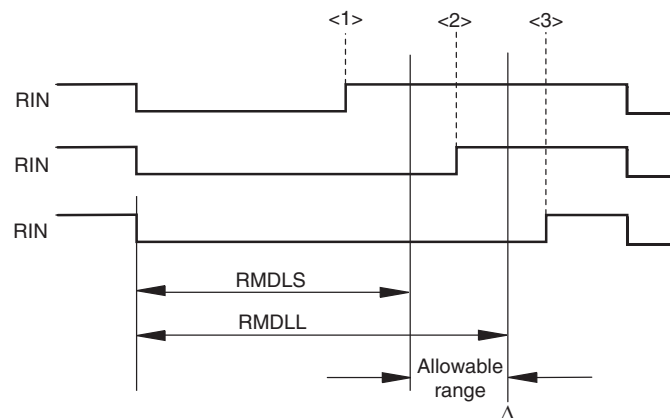 <1> <2> <3>
RIN
RIN
RIN
RMDLS
RMDLL
Allowable
range
Δ